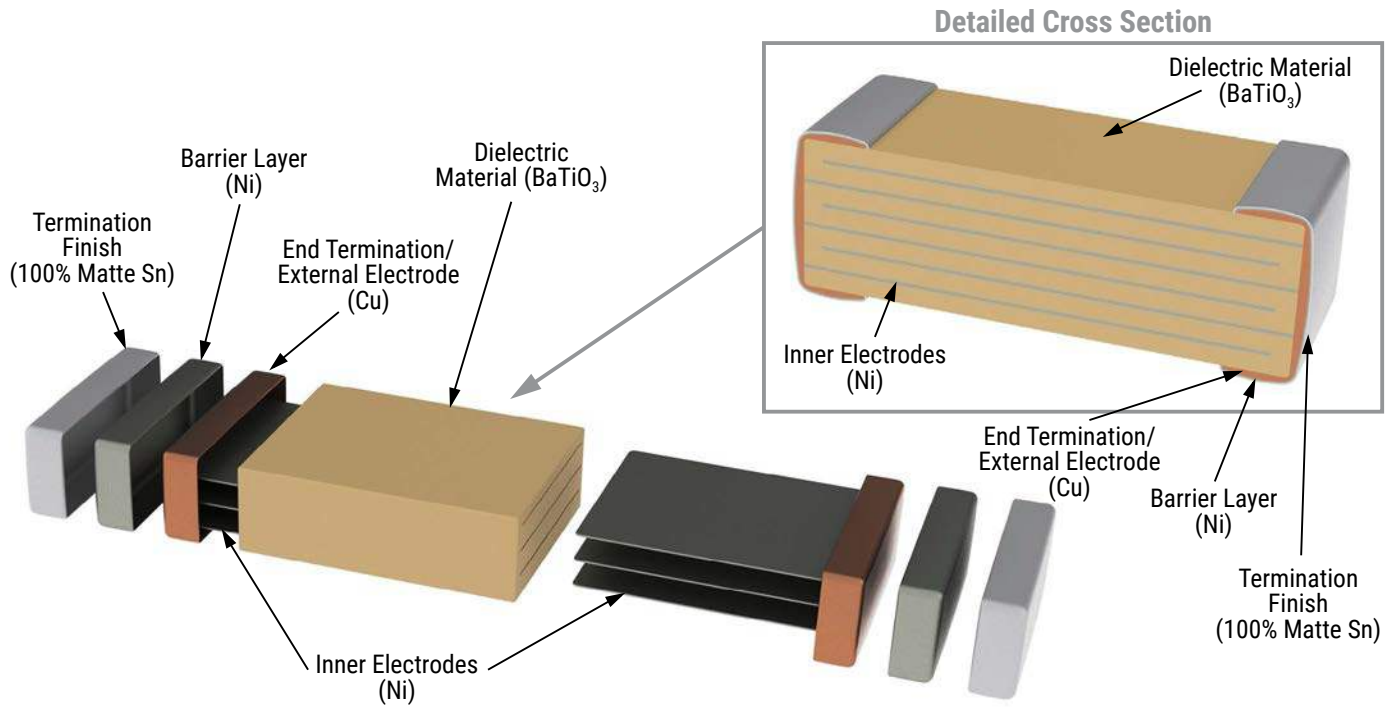 Detailed Cross Section
Dielectric Material
(BaTiO₃)
Inner Electrodes
(Ni)
End Termination/
External Electrode
(Cu)
Barrier Layer
(Ni)
Termination
Finish
(100% Matte Sn)
Termination
Finish
(100% Matte Sn)
Barrier Layer
(Ni)
End Termination/
External Electrode
(Cu)
Dielectric
Material (BaTiO₃)
Inner Electrodes
(Ni)